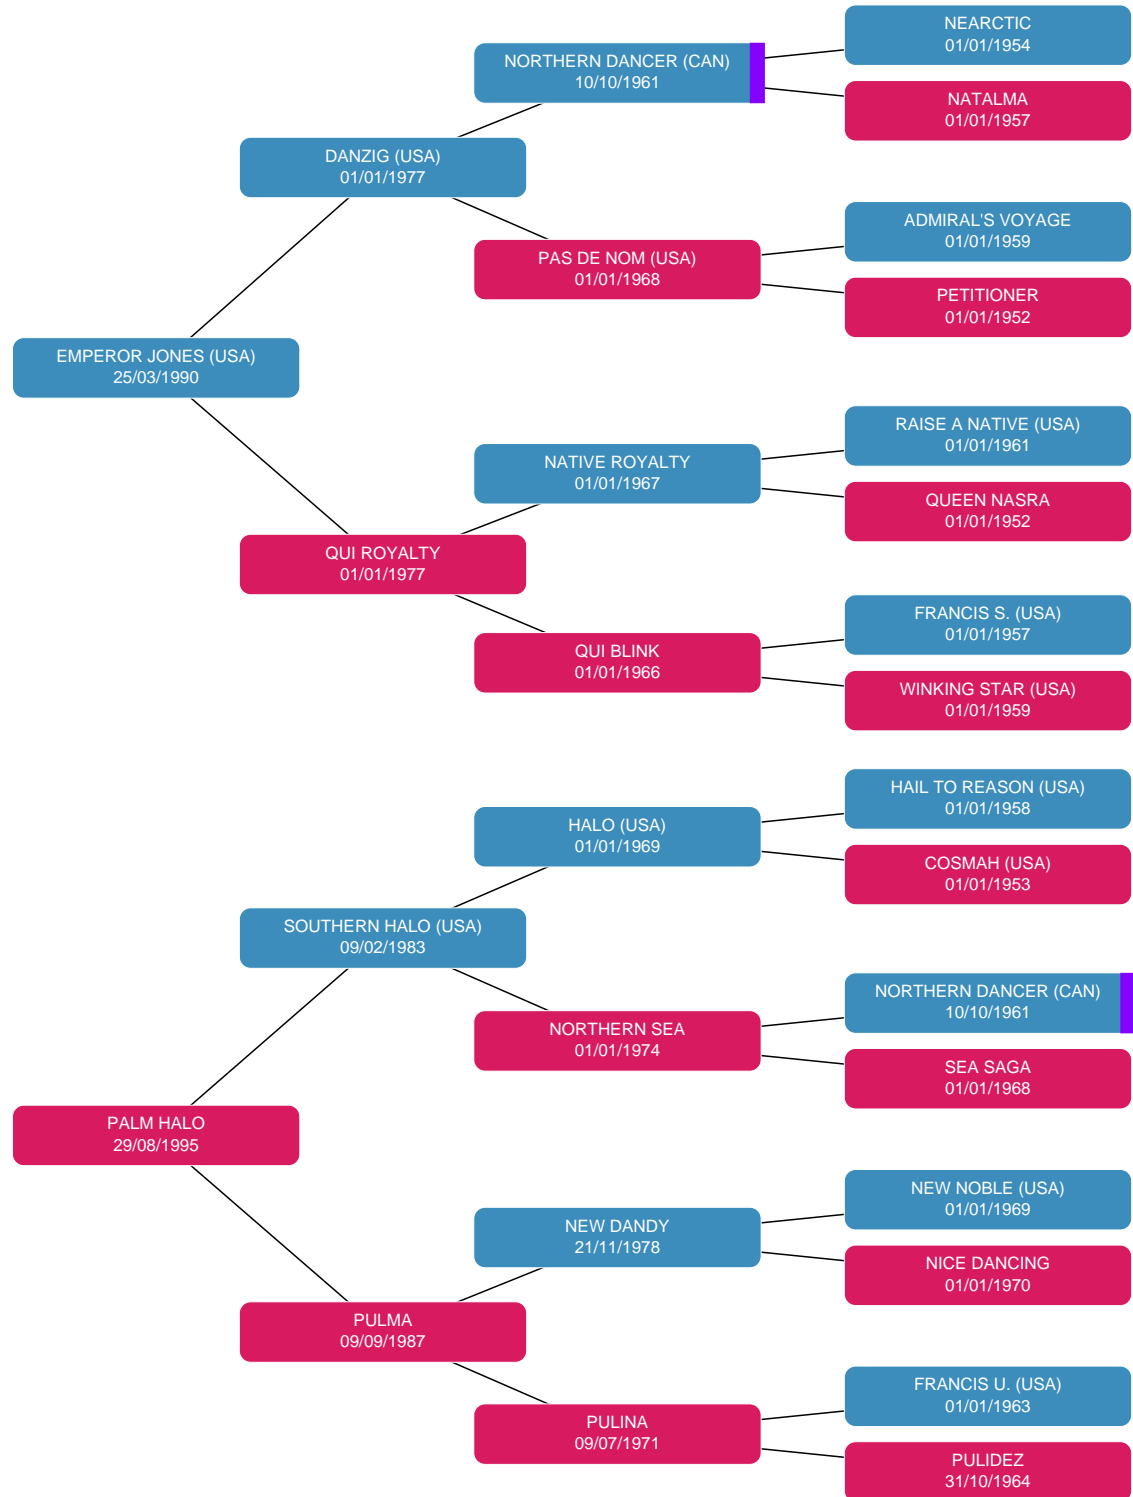 NEARCTIC
01/01/1954
NORTHERN DANCER (CAN)
10/10/1961
NATALMA
01/01/1957
DANZIG (USA)
01/01/1977
ADMIRAL'S VOYAGE
01/01/1959
PAS DE NOM (USA)
01/01/1968
PETITIONER
01/01/1952
EMPEROR JONES (USA)
25/03/1990
RAISE A NATIVE (USA)
01/01/1961
NATIVE ROYALTY
01/01/1967
QUEEN NASRA
01/01/1952
QUI ROYALTY
01/01/1977
FRANCIS S. (USA)
01/01/1957
QUI BLINK
01/01/1966
WINKING STAR (USA)
01/01/1959
HAIL TO REASON (USA)
01/01/1958
HALO (USA)
01/01/1969
COSMAH (USA)
01/01/1953
SOUTHERN HALO (USA)
09/02/1983
NORTHERN DANCER (CAN)
10/10/1961
NORTHERN SEA
01/01/1974
SEA SAGA
01/01/1968
PALM HALO
29/08/1995
NEW NOBLE (USA)
01/01/1969
NEW DANDY
21/11/1978
NICE DANCING
01/01/1970
PULMA
09/09/1987
FRANCIS U. (USA)
01/01/1963
PULINA
09/07/1971
PULIDEZ
31/10/1964